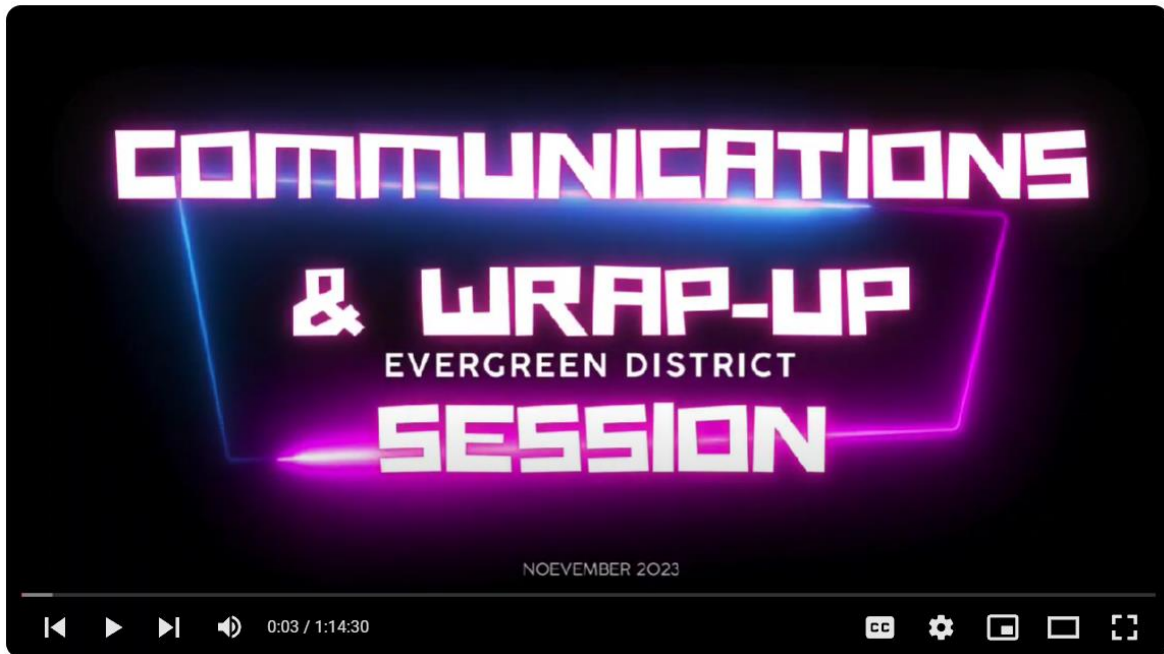 COMMUNICATIONS
& WRAP-UP
EVERGREEN DISTRICT
SESSION
NOEVEMBER 2023
0:03 / 1:14:30
CC